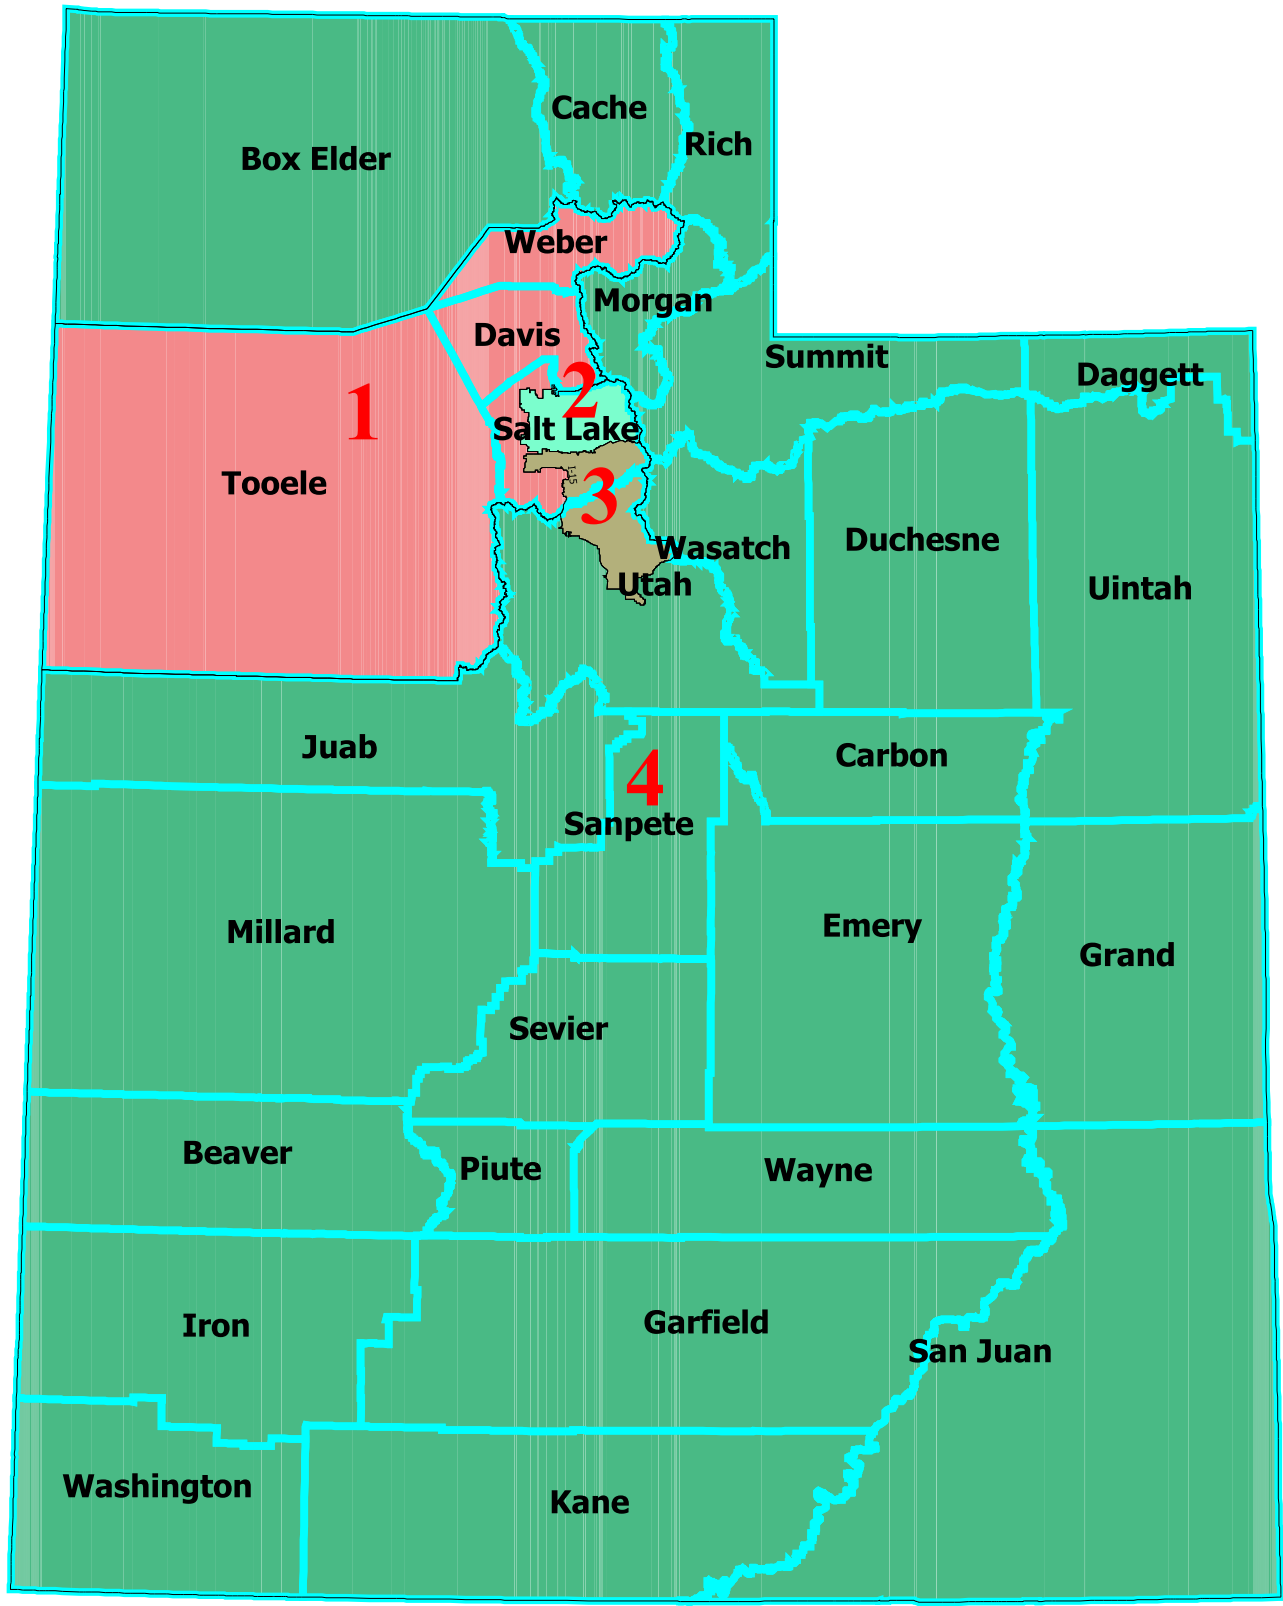 Cache
Rich
Box Elder
Weber
Morgan
Davis
Summit
Daggett
2
1
Salt Lake
Tooele
3
Wasatch
Duchesne
Utah
Uintah
Juab
Carbon
4
Sanpete
Millard
Emery
Grand
Sevier
Beaver
Piute
Wayne
Iron
Garfield
San Juan
Washington
Kane